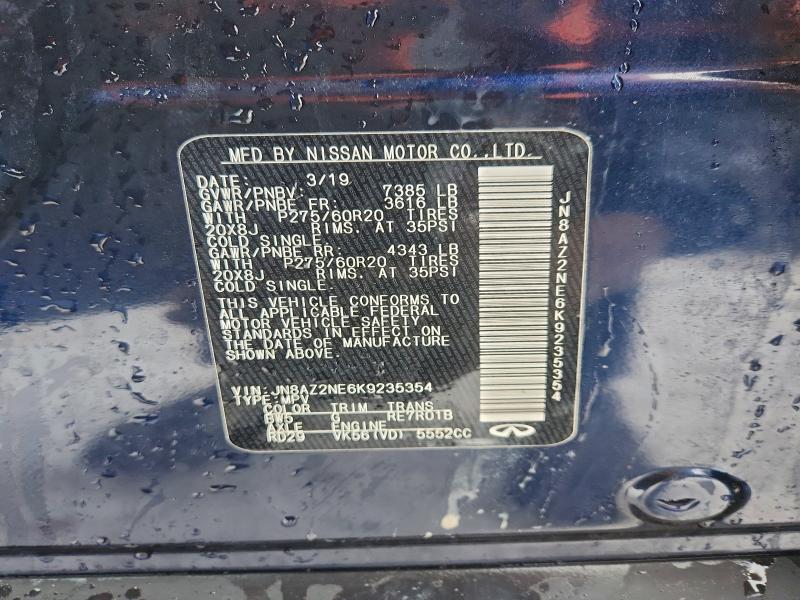 MFD BY NISSAN MOTOR CO.,LTD.
DATE: 3/19
GVWR/PNBV: 7385 LB
GAWR/PNBE FR: 3616 LB
WITH P275/60R20 TIRES
20X8J RIMS. AT 35PSI
COLD SINGLE.
GAWR/PNBE RR: 4343 LB
WITH P275/60R20 TIRES
20X8J RIMS. AT 35PSI
COLD SINGLE.
THIS VEHICLE CONFORMS TO
ALL APPLICABLE FEDERAL
MOTOR VEHICLE SAFETY
STANDARDS IN EFFECT ON
THE DATE OF MANUFACTURE
SHOWN ABOVE.
VIN: JN8AZ2NE6K9235354
TYPE: MPV
COLOR TRIM TRANS
BW5 G RE7R01B
AXLE ENGINE
RD29 VK56(VD) 5552CC
JN8AZ2NE6K9235354